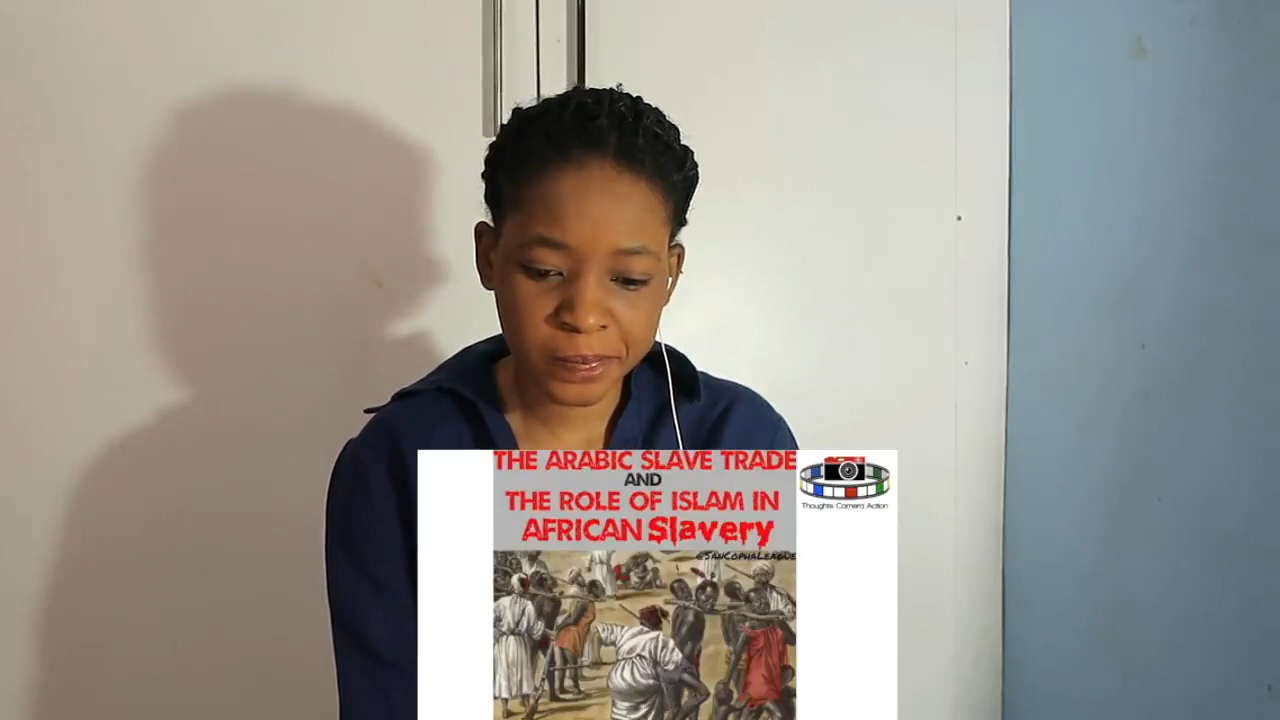 THE ARABIC SLAVE TRADE
AND
THE ROLE OF ISLAM IN
AFRICAN Slavery
@SANCOPHALEAGUE
Thoughts Camera Action